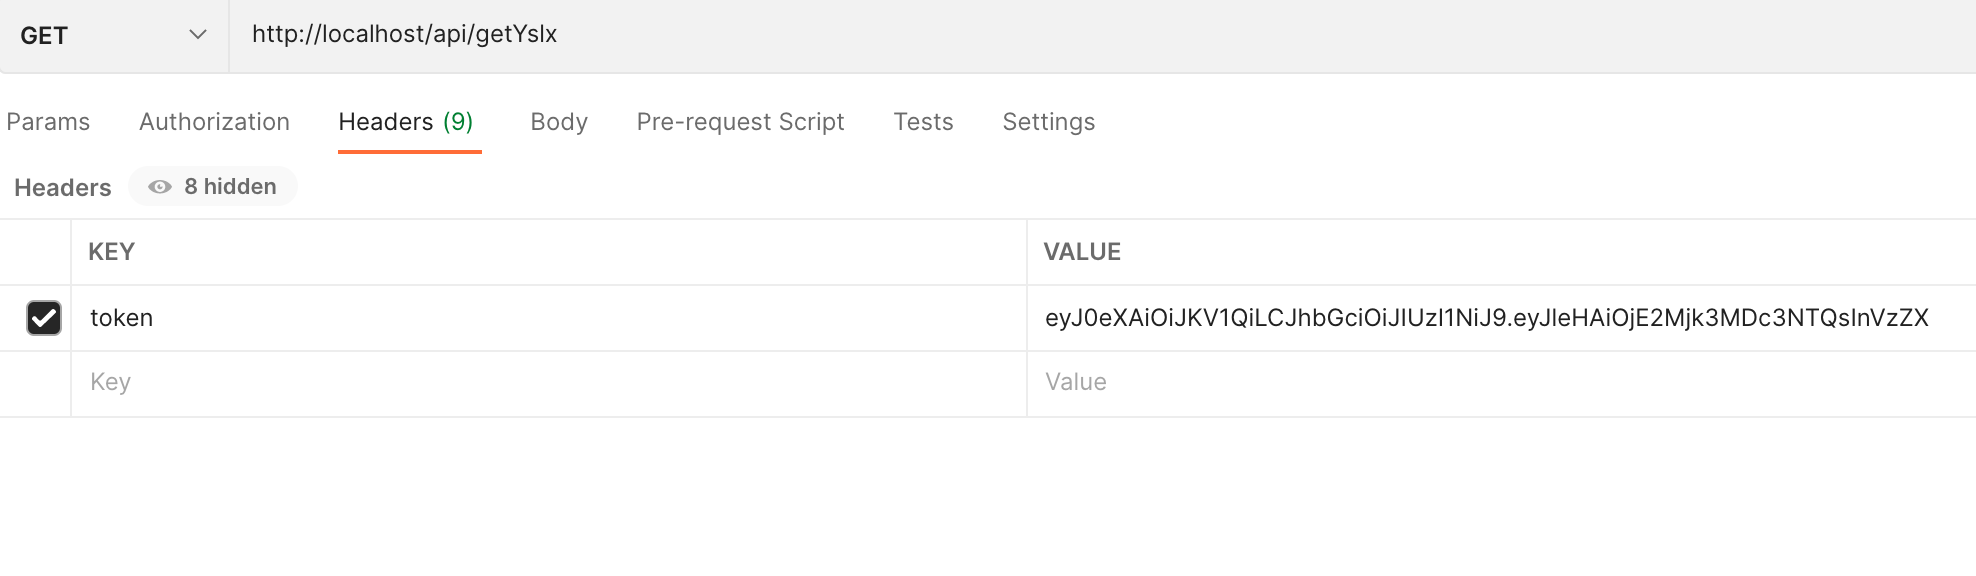 GET http://localhost/api/getYslx
Params Authorization Headers (9) Body Pre-request Script Tests Settings
Headers 8 hidden
KEY VALUE
token eyJ0eXAiOiJKV1QiLCJhbGciOiJIUzI1NiJ9.eyJleHAiOjE2Mjk3MDc3NTQsInVzZX
Key Value